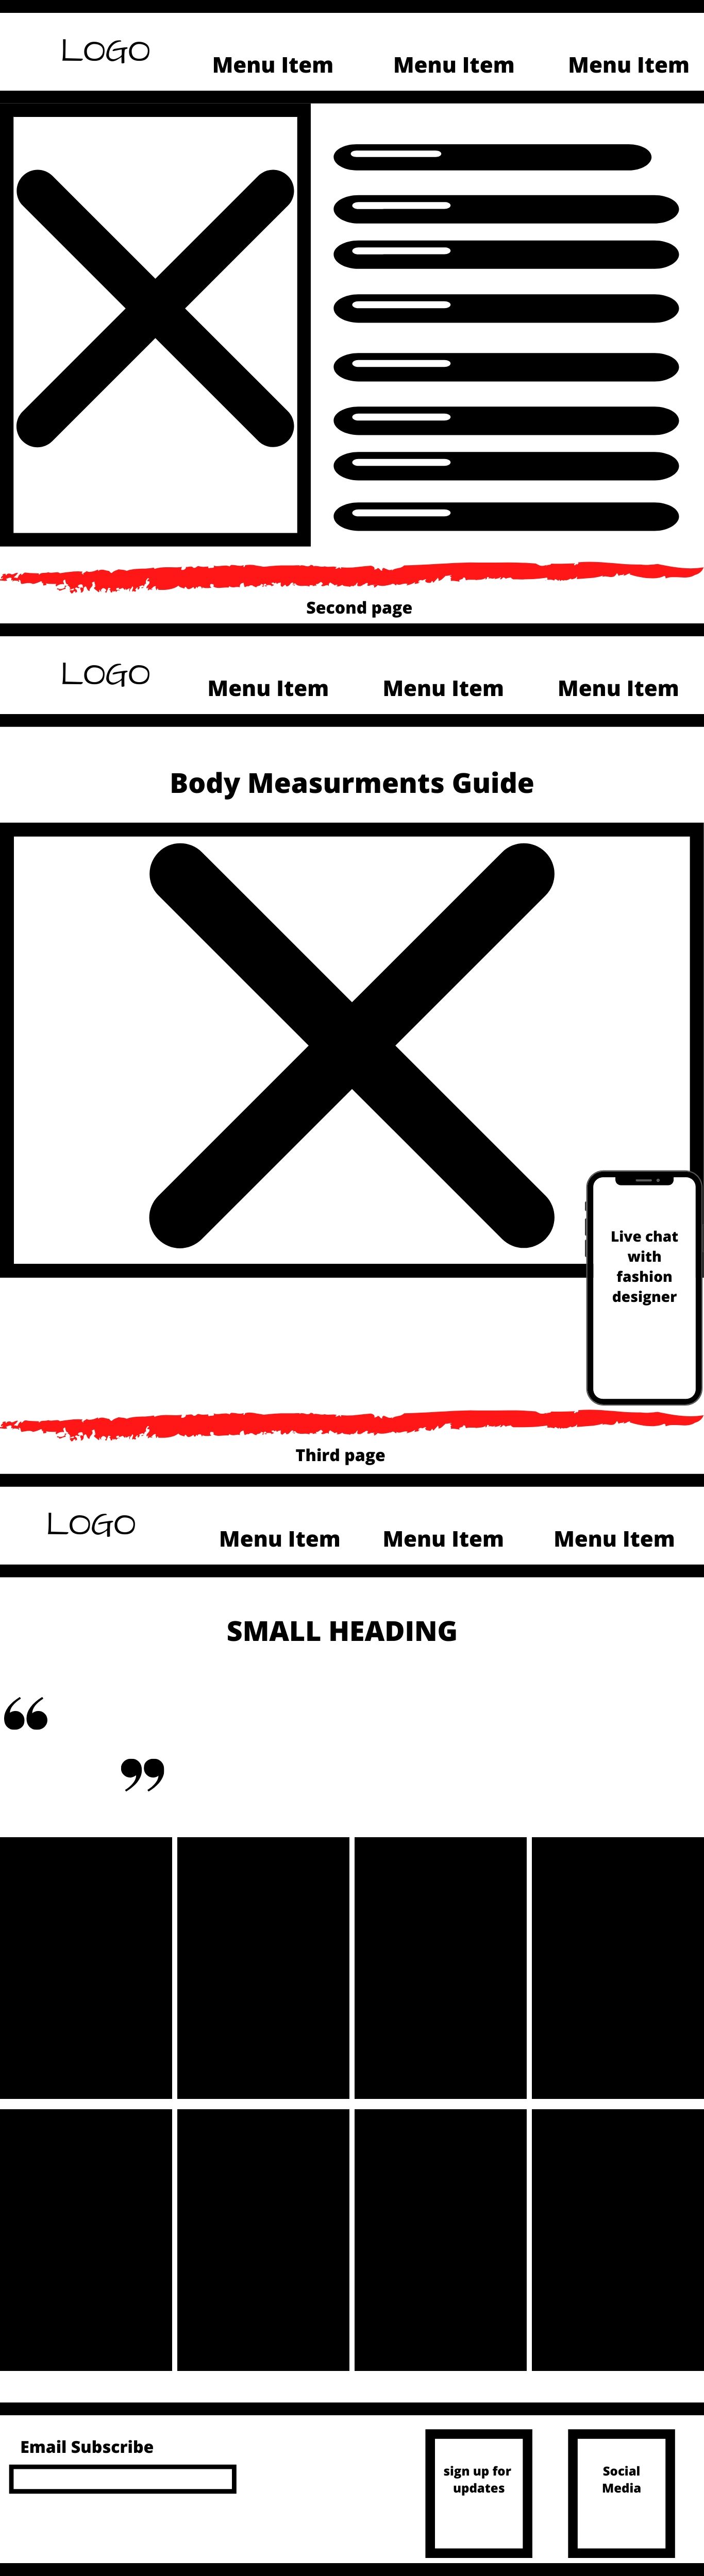 LOGO
Menu Item Menu Item Menu Item
Second page
LOGO
Menu Item Menu Item Menu Item
Body Measurments Guide
Live chat
with
fashion
designer
Third page
LOGO
Menu Item Menu Item Menu Item
SMALL HEADING
“
”
Email Subscribe
sign up for
updates
Social
Media